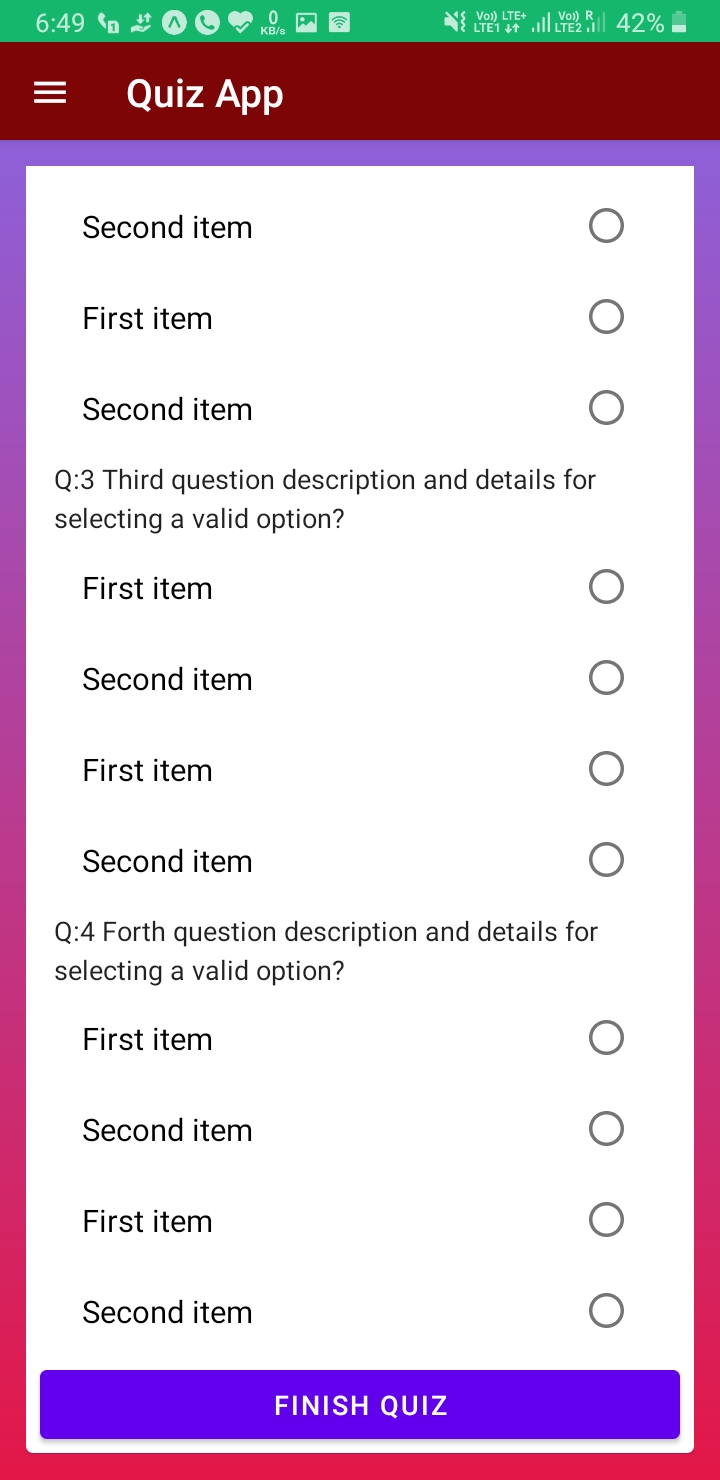 6:49
0
KB/s
Vo) LTE+
LTE1
Vo) R
LTE2
42%
Quiz App
Second item
First item
Second item
Q:3 Third question description and details for
selecting a valid option?
First item
Second item
First item
Second item
Q:4 Forth question description and details for
selecting a valid option?
First item
Second item
First item
Second item
FINISH QUIZ